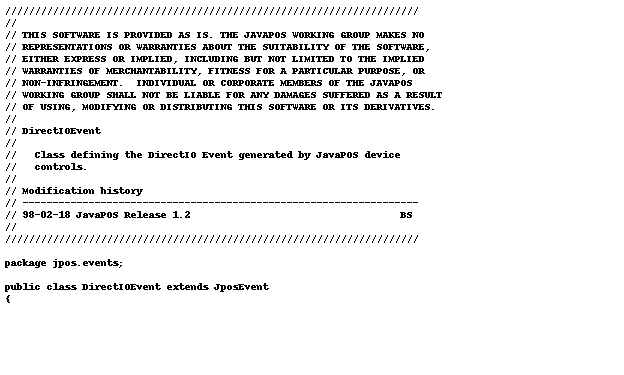 //////////////////////////////////////////////////////////////////////
//
// THIS SOFTWARE IS PROVIDED AS IS. THE JAVAPOS WORKING GROUP MAKES NO
// REPRESENTATIONS OR WARRANTIES ABOUT THE SUITABILITY OF THE SOFTWARE,
// EITHER EXPRESS OR IMPLIED, INCLUDING BUT NOT LIMITED TO THE IMPLIED
// WARRANTIES OF MERCHANTABILITY, FITNESS FOR A PARTICULAR PURPOSE, OR
// NON-INFRINGEMENT.  INDIVIDUAL OR CORPORATE MEMBERS OF THE JAVAPOS
// WORKING GROUP SHALL NOT BE LIABLE FOR ANY DAMAGES SUFFERED AS A RESULT
// OF USING, MODIFYING OR DISTRIBUTING THIS SOFTWARE OR ITS DERIVATIVES.
//
// DirectIOEvent
//
//   Class defining the DirectIO Event generated by JavaPOS device
//   controls.
//
// Modification history
// ------------------------------------------------------------------
// 98-02-18 JavaPOS Release 1.2                                   BS
//
//////////////////////////////////////////////////////////////////////
package jpos.events;
public class DirectIOEvent extends JposEvent
{